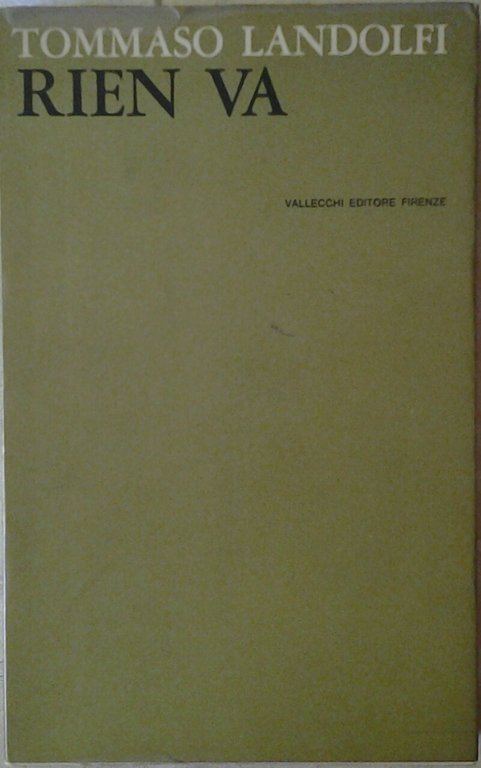 TOMMASO LANDOLFI
RIEN VA
VALLECCHI EDITORE FIRENZE